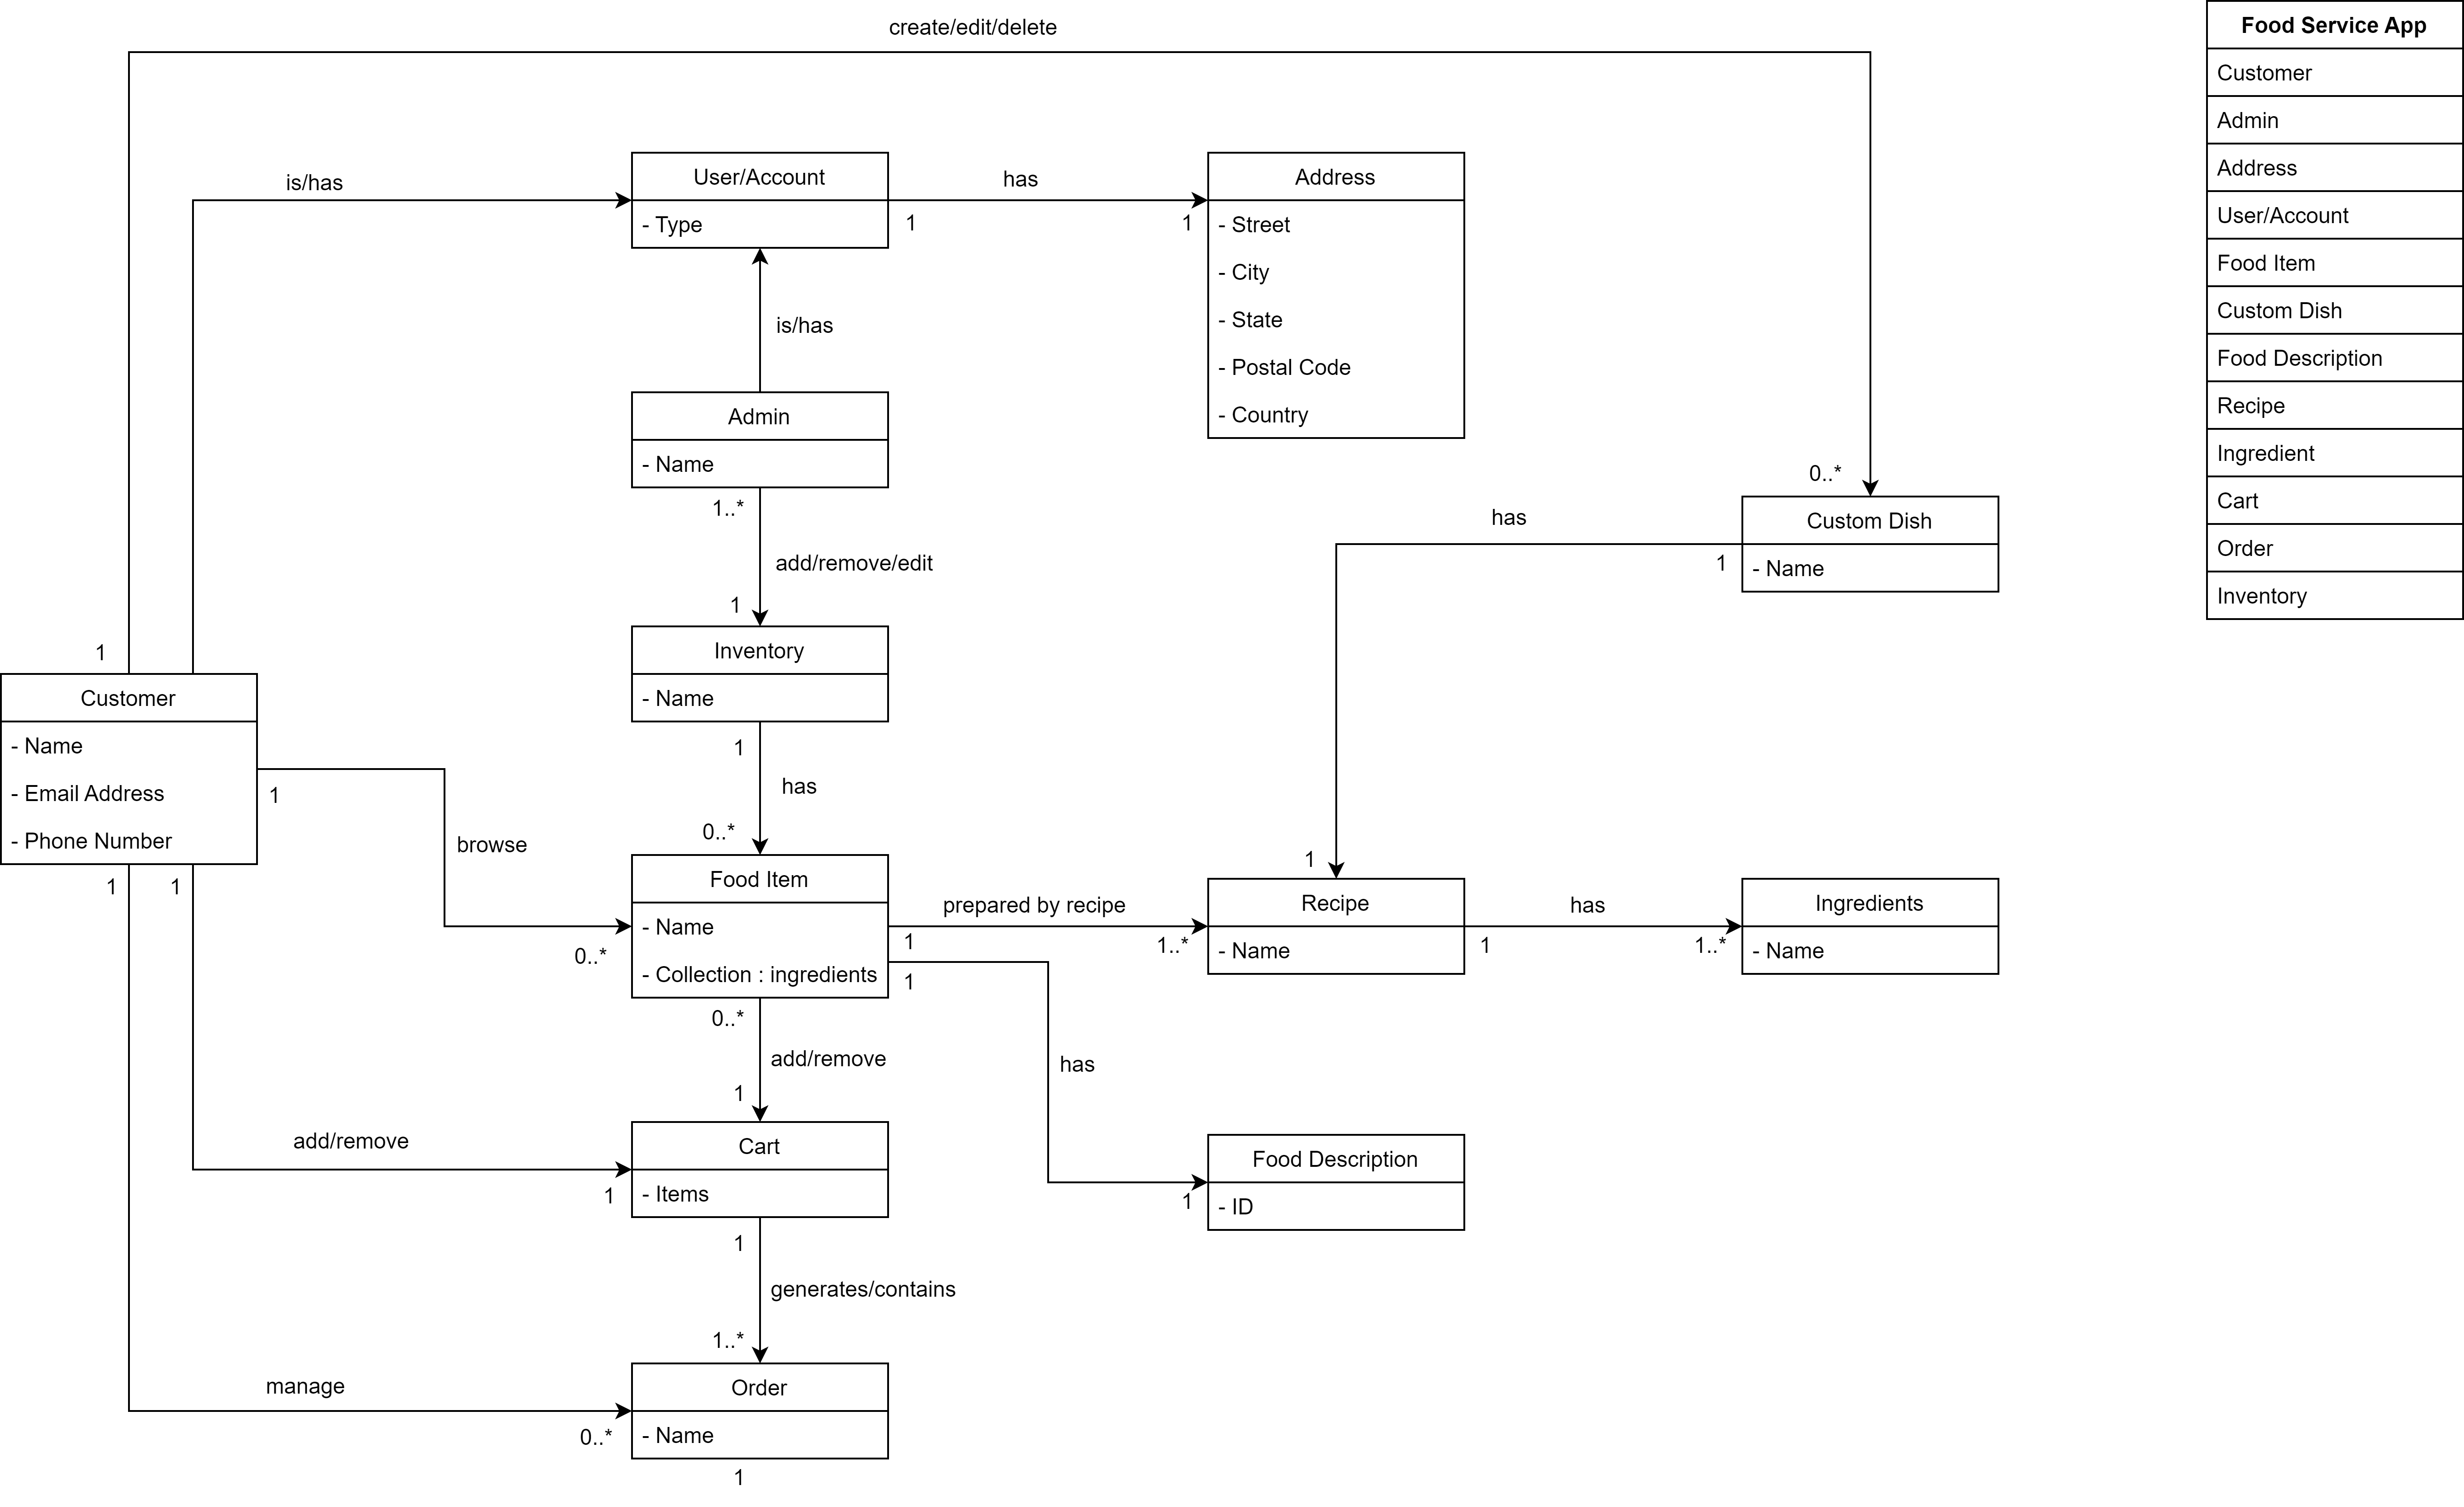 create/edit/delete
Food Service App
Customer
Admin
Address
User/Account
Food Item
Custom Dish
Food Description
Recipe
Ingredient
Cart
Order
Inventory
is/has
User/Account
- Type
has
1
1
Address
- Street
- City
- State
- Postal Code
- Country
is/has
Admin
- Name
1..*
add/remove/edit
1
0..*
Custom Dish
- Name
has
1
Inventory
- Name
1
has
0..*
1
Customer
- Name
- Email Address
- Phone Number
1
browse
0..*
1
1
Food Item
- Name
- Collection : ingredients
prepared by recipe
1
1..*
1
Recipe
- Name
has
1
1..*
Ingredients
- Name
1
has
1
0..*
add/remove
1
add/remove
1
Cart
- Items
Food Description
- ID
1
generates/contains
1..*
manage
0..*
Order
- Name
1